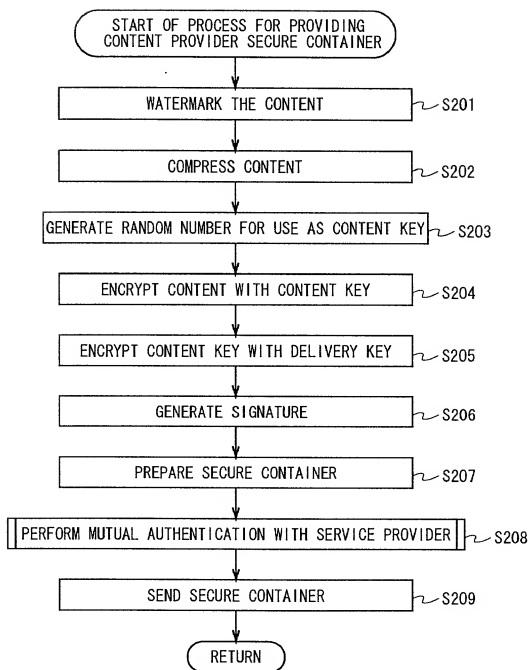 START OF PROCESS FOR PROVIDING
CONTENT PROVIDER SECURE CONTAINER
WATERMARK THE CONTENT
S201
COMPRESS CONTENT
S202
GENERATE RANDOM NUMBER FOR USE AS CONTENT KEY
S203
ENCRYPT CONTENT WITH CONTENT KEY
S204
ENCRYPT CONTENT KEY WITH DELIVERY KEY
S205
GENERATE SIGNATURE
S206
PREPARE SECURE CONTAINER
S207
PERFORM MUTUAL AUTHENTICATION WITH SERVICE PROVIDER
S208
SEND SECURE CONTAINER
S209
RETURN